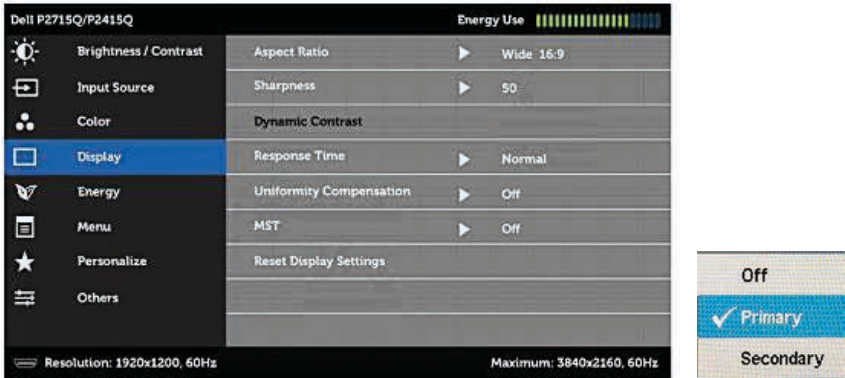 Dell P2715Q/P2415Q Energy Use
Brightness / Contrast Aspect Ratio Wide 16:9
Input Source Sharpness 50
Color Dynamic Contrast
Display Response Time Normal
Energy Uniformity Compensation Off
Menu MST Off
Personalize Reset Display Settings
Others
Resolution: 1920x1200, 60Hz Maximum: 3840x2160, 60Hz
Off
Primary
Secondary